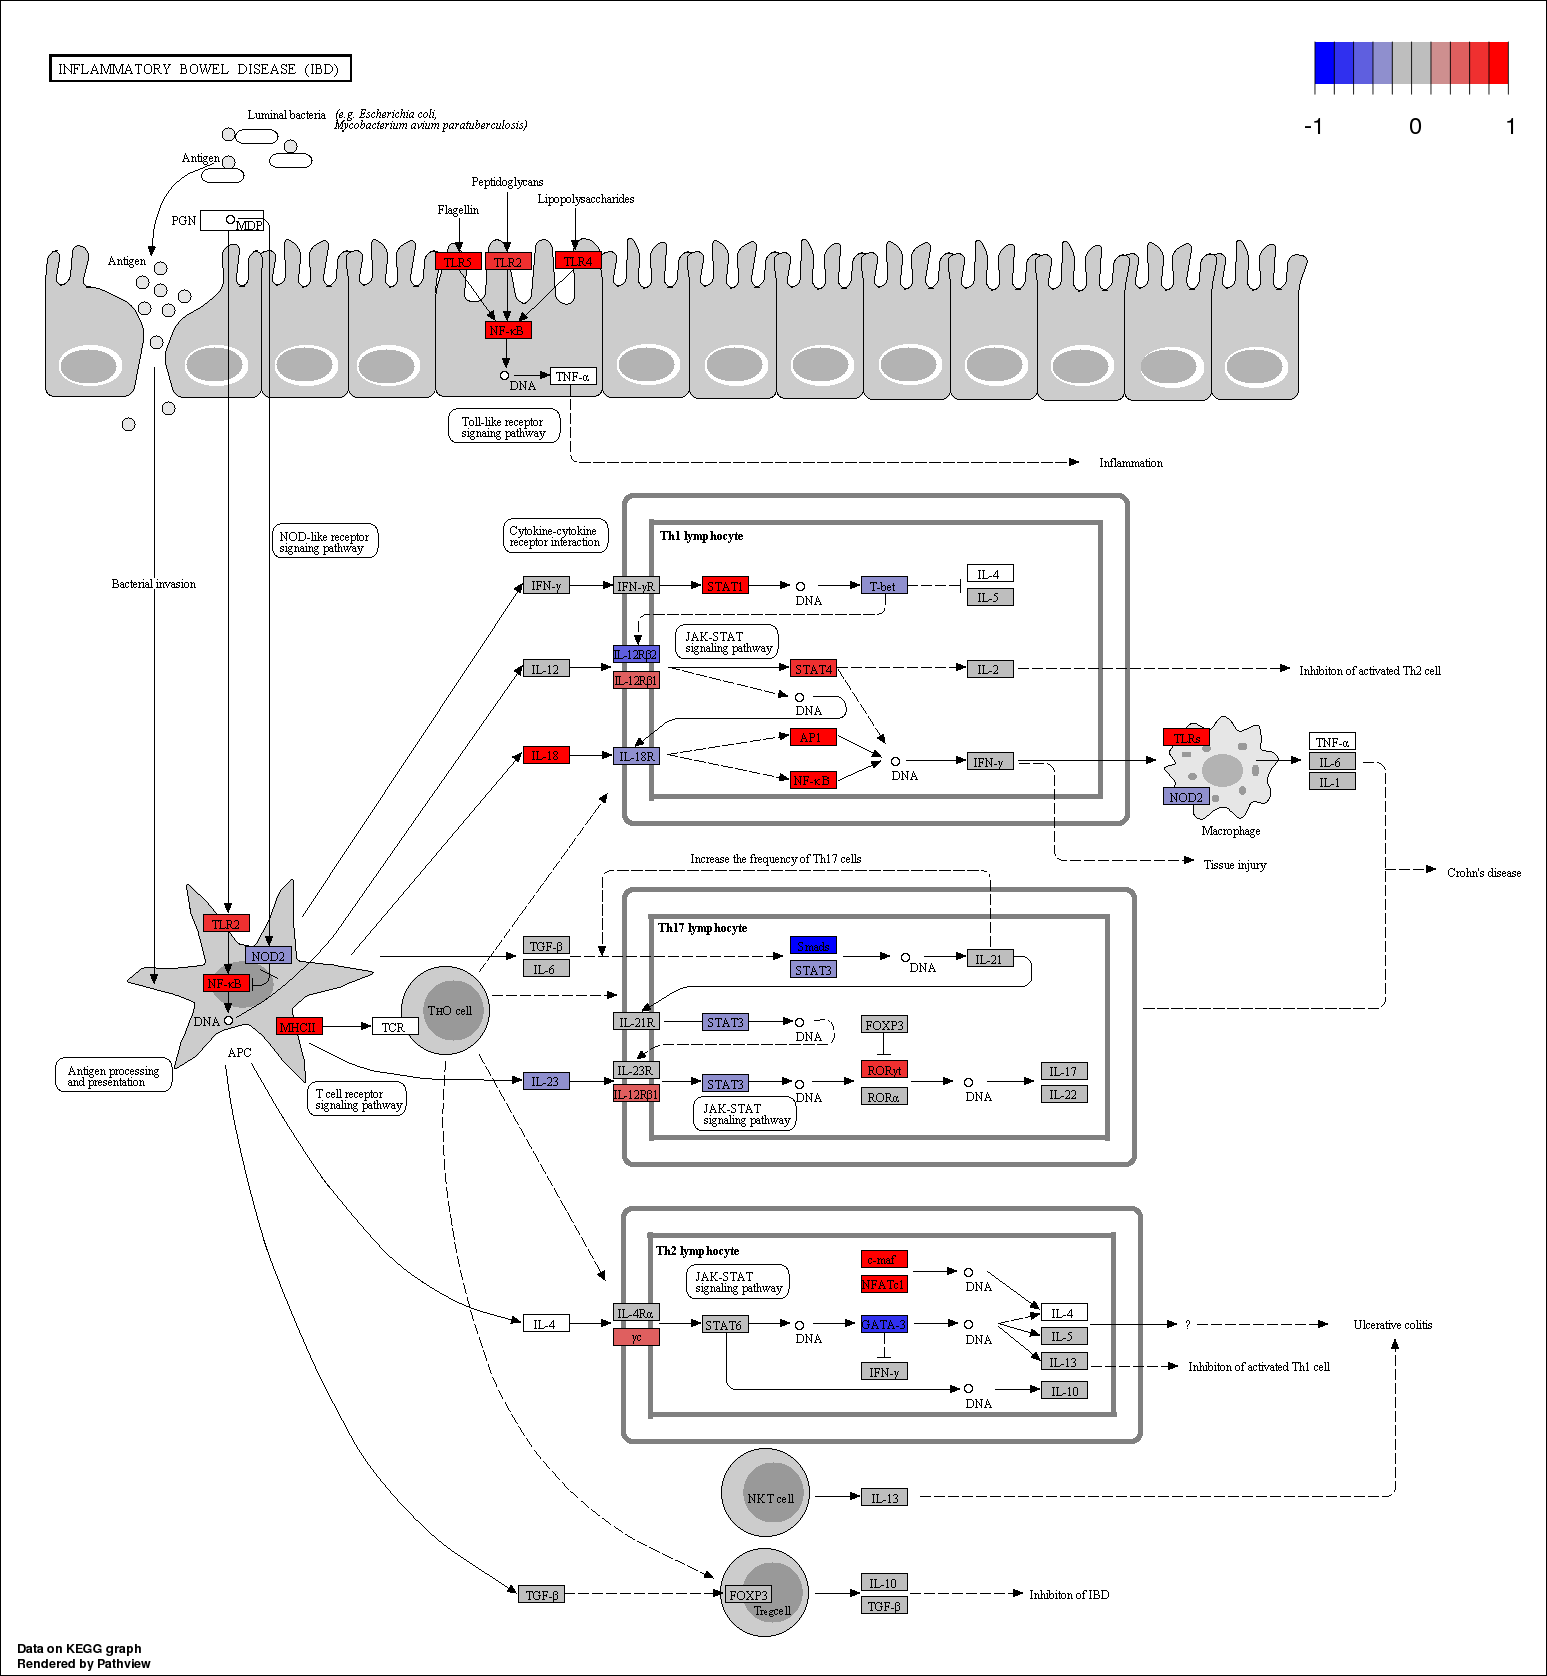 INFLAMMATORY BOWEL DISEASE (IBD)
-1
0
1
Luminal bacteria
(e.g. Escherichia coli,
Mycobacterium avium paratuberculosis)
Antigen
PGN
MDP
Antigen
Peptidoglycans
Flagellin
Lipopolysaccharides
TLR5
TLR2
TLR4
NF-κB
DNA
TNF-α
Toll-like receptor
signaing pathway
Inflammation
NOD-like receptor
signaing pathway
Bacterial invasion
Cytokine-cytokine
receptor interaction
Th1 lymphocyte
IFN-γ
IFN-γR
STAT1
DNA
T-bet
IL-4
IL-5
JAK-STAT
signaling pathway
IL-12
IL-12Rβ2
IL-12Rβ1
STAT4
DNA
IL-2
Inhibiton of activated Th2 cell
IL-18
IL-18R
AP1
NF-κB
DNA
IFN-γ
TLRs
NOD2
Macrophage
TNF-α
IL-6
IL-1
Tissue injury
Crohn's disease
Increase the frequency of Th17 cells
Th17 lymphocyte
TLR2
NOD2
NF-κB
DNA
MHCII
TCR
APC
Th0 cell
Antigen processing
and presentation
T cell receptor
signaling pathway
TGF-β
IL-6
STAT3
DNA
IL-21
IL-21R
STAT3
DNA
FOXP3
IL-23
IL-23R
IL-12Rβ1
STAT3
DNA
RORγt
RORα
DNA
IL-17
IL-22
JAK-STAT
signaling pathway
Th2 lymphocyte
JAK-STAT
signaling pathway
c-maf
NFATc1
DNA
IL-4
IL-4Rα
γc
STAT6
DNA
GATA-3
IFN-γ
DNA
IL-4
IL-5
IL-13
DNA
IL-10
?
Ulcerative colitis
Inhibiton of activated Th1 cell
NKT cell
IL-13
TGF-β
FOXP3
Treg cell
IL-10
TGF-β
Inhibiton of IBD
Data on KEGG graph
Rendered by Pathview